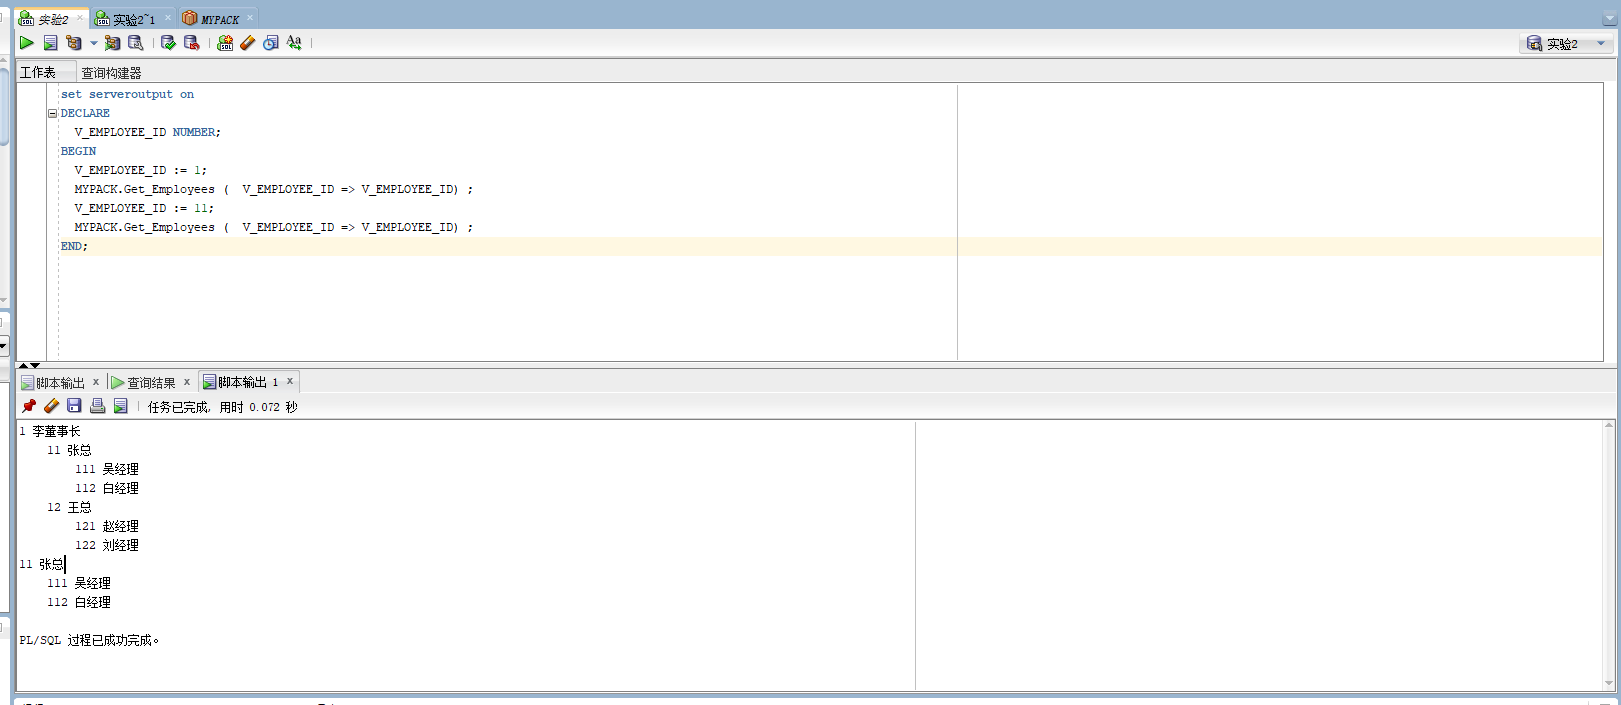 实验2 实验2~1 MYPACK
实验2
工作表 查询构建器
set serveroutput on
DECLARE
V_EMPLOYEE_ID NUMBER;
BEGIN
V_EMPLOYEE_ID := 1;
MYPACK.Get_Employees (  V_EMPLOYEE_ID => V_EMPLOYEE_ID) ;
V_EMPLOYEE_ID := 11;
MYPACK.Get_Employees (  V_EMPLOYEE_ID => V_EMPLOYEE_ID) ;
END;
脚本输出 查询结果 脚本输出 1
任务已完成, 用时 0.072 秒
1 李董事长
11 张总
111 吴经理
112 白经理
12 王总
121 赵经理
122 刘经理
11 张总
111 吴经理
112 白经理
PL/SQL 过程已成功完成。